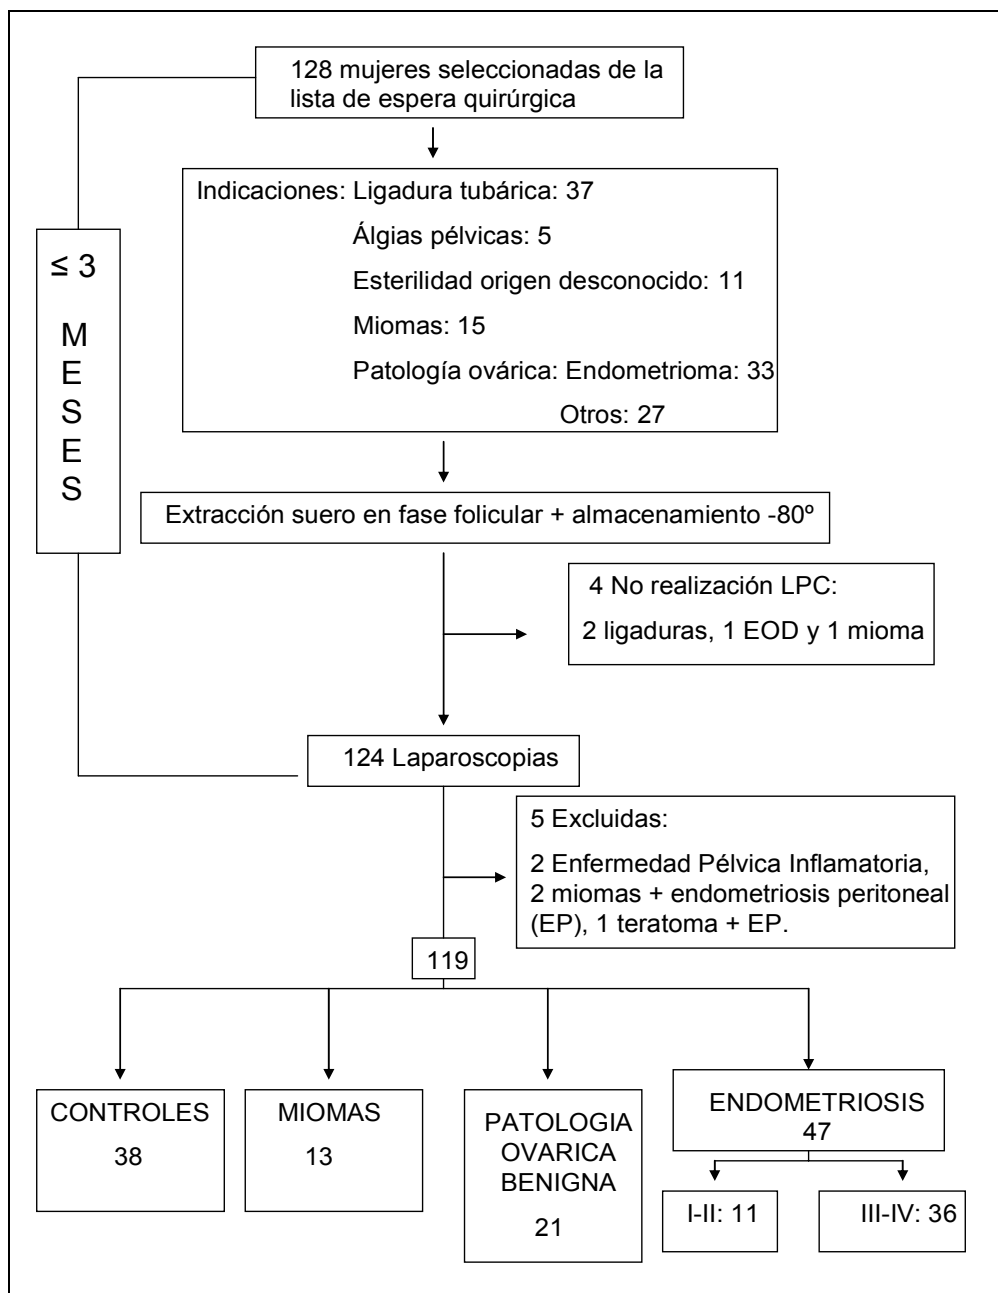 128 mujeres seleccionadas de la
lista de espera quirúrgica
Indicaciones: Ligadura tubárica: 37
Álgias pélvicas: 5
Esterilidad origen desconocido: 11
Miomas: 15
Patología ovárica: Endometrioma: 33
Otros: 27
≤ 3
M
E
S
E
S
Extracción suero en fase folicular + almacenamiento -80º
4 No realización LPC:
2 ligaduras, 1 EOD y 1 mioma
124 Laparoscopias
5 Excluidas:
2 Enfermedad Pélvica Inflamatoria,
2 miomas + endometriosis peritoneal
(EP), 1 teratoma + EP.
119
CONTROLES
38
MIOMAS
13
PATOLOGIA
OVARICA
BENIGNA
21
ENDOMETRIOSIS
47
I-II: 11
III-IV: 36